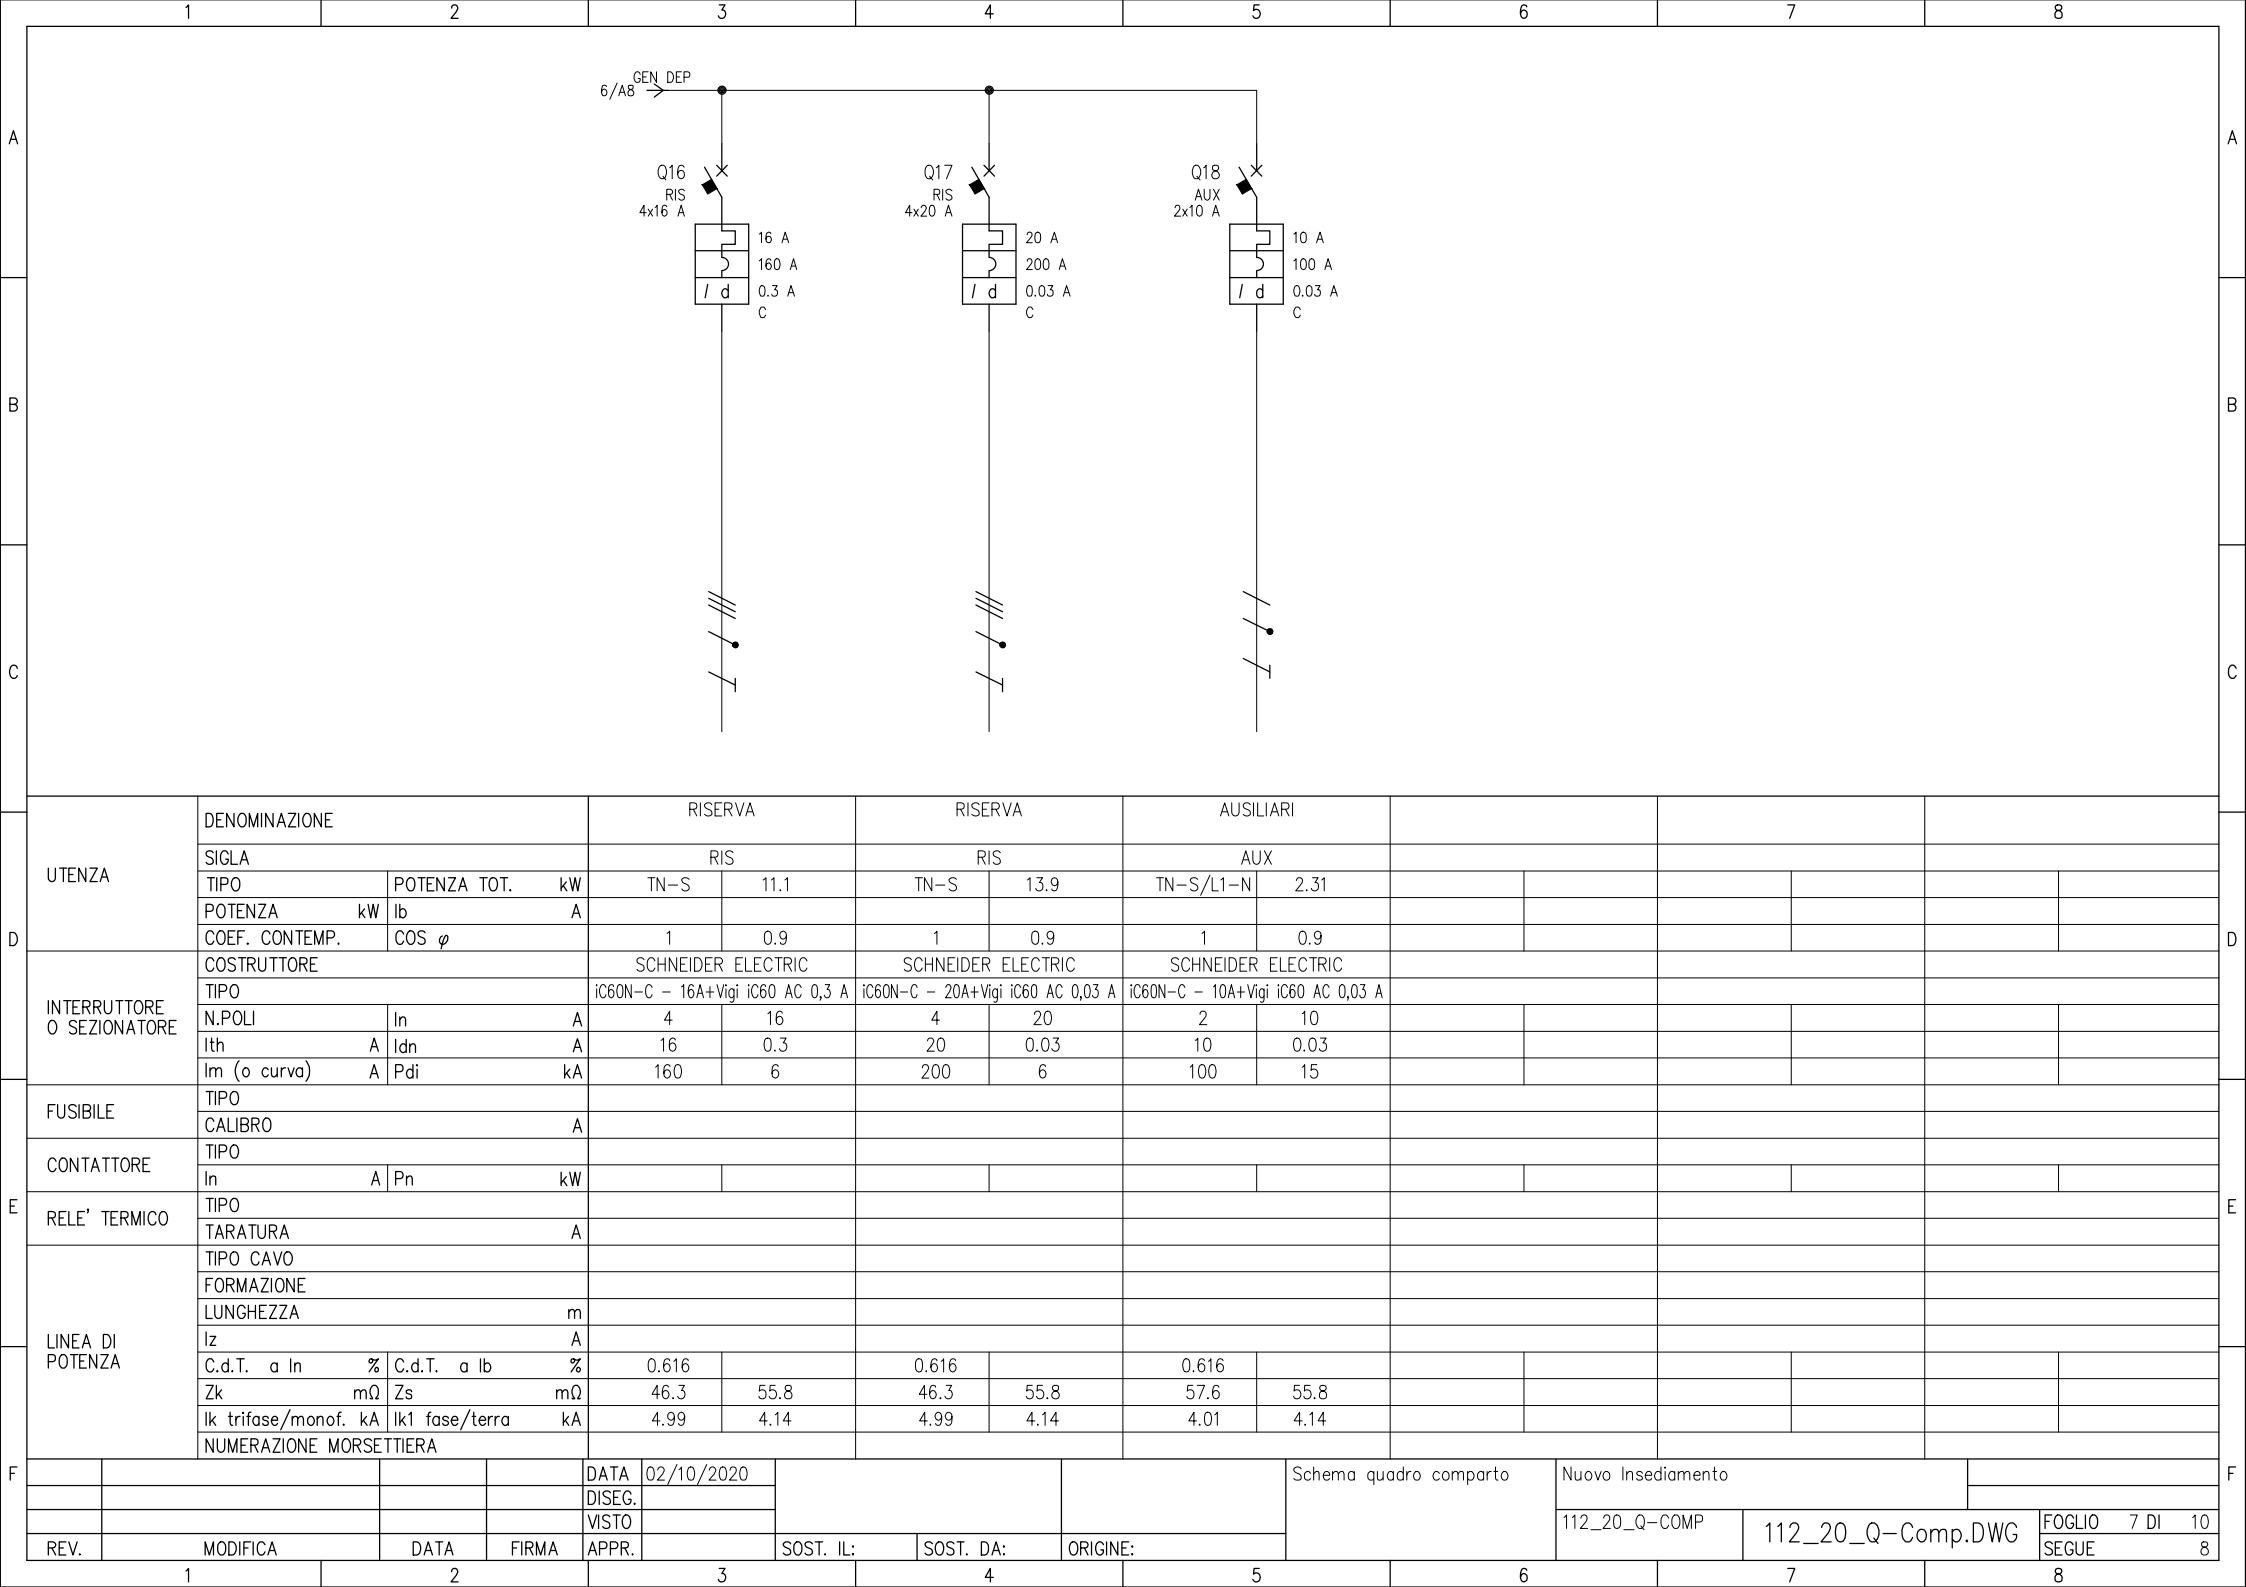 1 2 3 4 5 6 7 8
GEN DEP
6/A8
A A
Q16 Q17 Q18
RIS RIS AUX
4x16 A 4x20 A 2x10 A
16 A 20 A 10 A
160 A 200 A 100 A
I d 0.3 A I d 0.03 A I d 0.03 A
C C C
B B
C C
UTENZA
DENOMINAZIONE RISERVA RISERVA AUSILIARI
SIGLA RIS RIS AUX
TIPO POTENZA TOT. kW TN-S 11.1 TN-S 13.9 TN-S/L1-N 2.31
POTENZA kW Ib A
D COEF. CONTEMP. COS φ 1 0.9 1 0.9 1 0.9 D
INTERRUTTORE
O SEZIONATORE
COSTRUTTORE SCHNEIDER ELECTRIC SCHNEIDER ELECTRIC SCHNEIDER ELECTRIC
TIPO iC60N-C - 16A+Vigi iC60 AC 0,3 A iC60N-C - 20A+Vigi iC60 AC 0,03 A iC60N-C - 10A+Vigi iC60 AC 0,03 A
N.POLI In A 4 16 4 20 2 10
Ith A Idn A 16 0.3 20 0.03 10 0.03
Im (o curva) A Pdi kA 160 6 200 6 100 15
FUSIBILE
TIPO
CALIBRO A
CONTATTORE
TIPO
In A Pn kW
E RELE' TERMICO E
TIPO
TARATURA A
LINEA DI
POTENZA
TIPO CAVO
FORMAZIONE
LUNGHEZZA m
Iz A
C.d.T. a In % C.d.T. a Ib % 0.616 0.616 0.616
Zk mΩ Zs mΩ 46.3 55.8 46.3 55.8 57.6 55.8
Ik trifase/monof. kA Ik1 fase/terra kA 4.99 4.14 4.99 4.14 4.01 4.14
NUMERAZIONE MORSETTIERA
F DATA 02/10/2020 Schema quadro comparto Nuovo Insediamento F
DISEG.
VISTO 112_20_Q-COMP 112_20_Q-Comp.DWG FOGLIO 7 DI 10
REV. MODIFICA DATA FIRMA APPR. SOST. IL: SOST. DA: ORIGINE: SEGUE 8
1 2 3 4 5 6 7 8